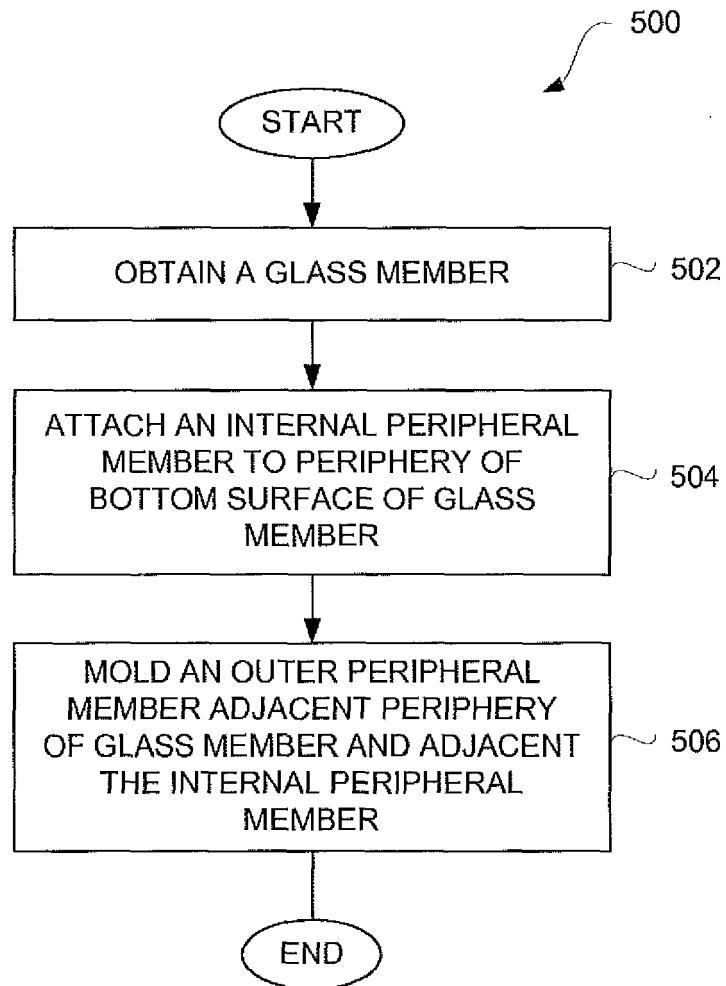 500
START
OBTAIN A GLASS MEMBER
502
ATTACH AN INTERNAL PERIPHERAL
MEMBER TO PERIPHERY OF
BOTTOM SURFACE OF GLASS
MEMBER
504
MOLD AN OUTER PERIPHERAL
MEMBER ADJACENT PERIPHERY
OF GLASS MEMBER AND ADJACENT
THE INTERNAL PERIPHERAL
MEMBER
506
END